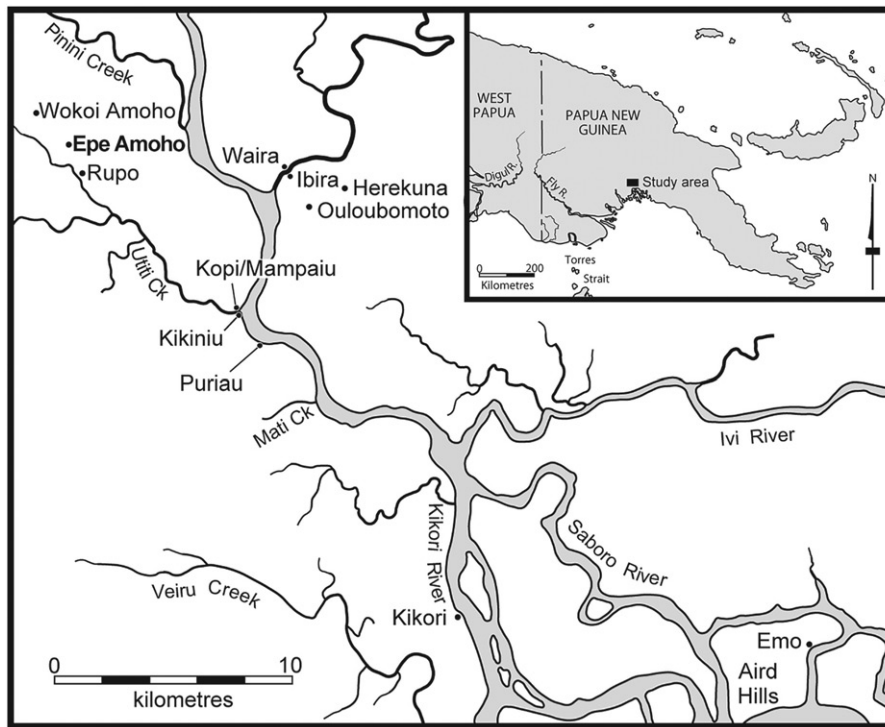 Pinini Creek
Wokoi Amoho
Epe Amoho
Rupo
Waira
Ibira
Herekuna
Ouloubomoto
Utiti Ck
Kopi/Mampaiu
Kikiniu
Puriau
Mati Ck
Ivi River
Kikori River
Saboro River
Veiru Creek
Kikori
Emo
Aird
Hills
0 10
kilometres
WEST
PAPUA
PAPUA NEW
GUINEA
Digul R.
Fly R.
Study area
N
0 200
Kilometres
Torres
Strait